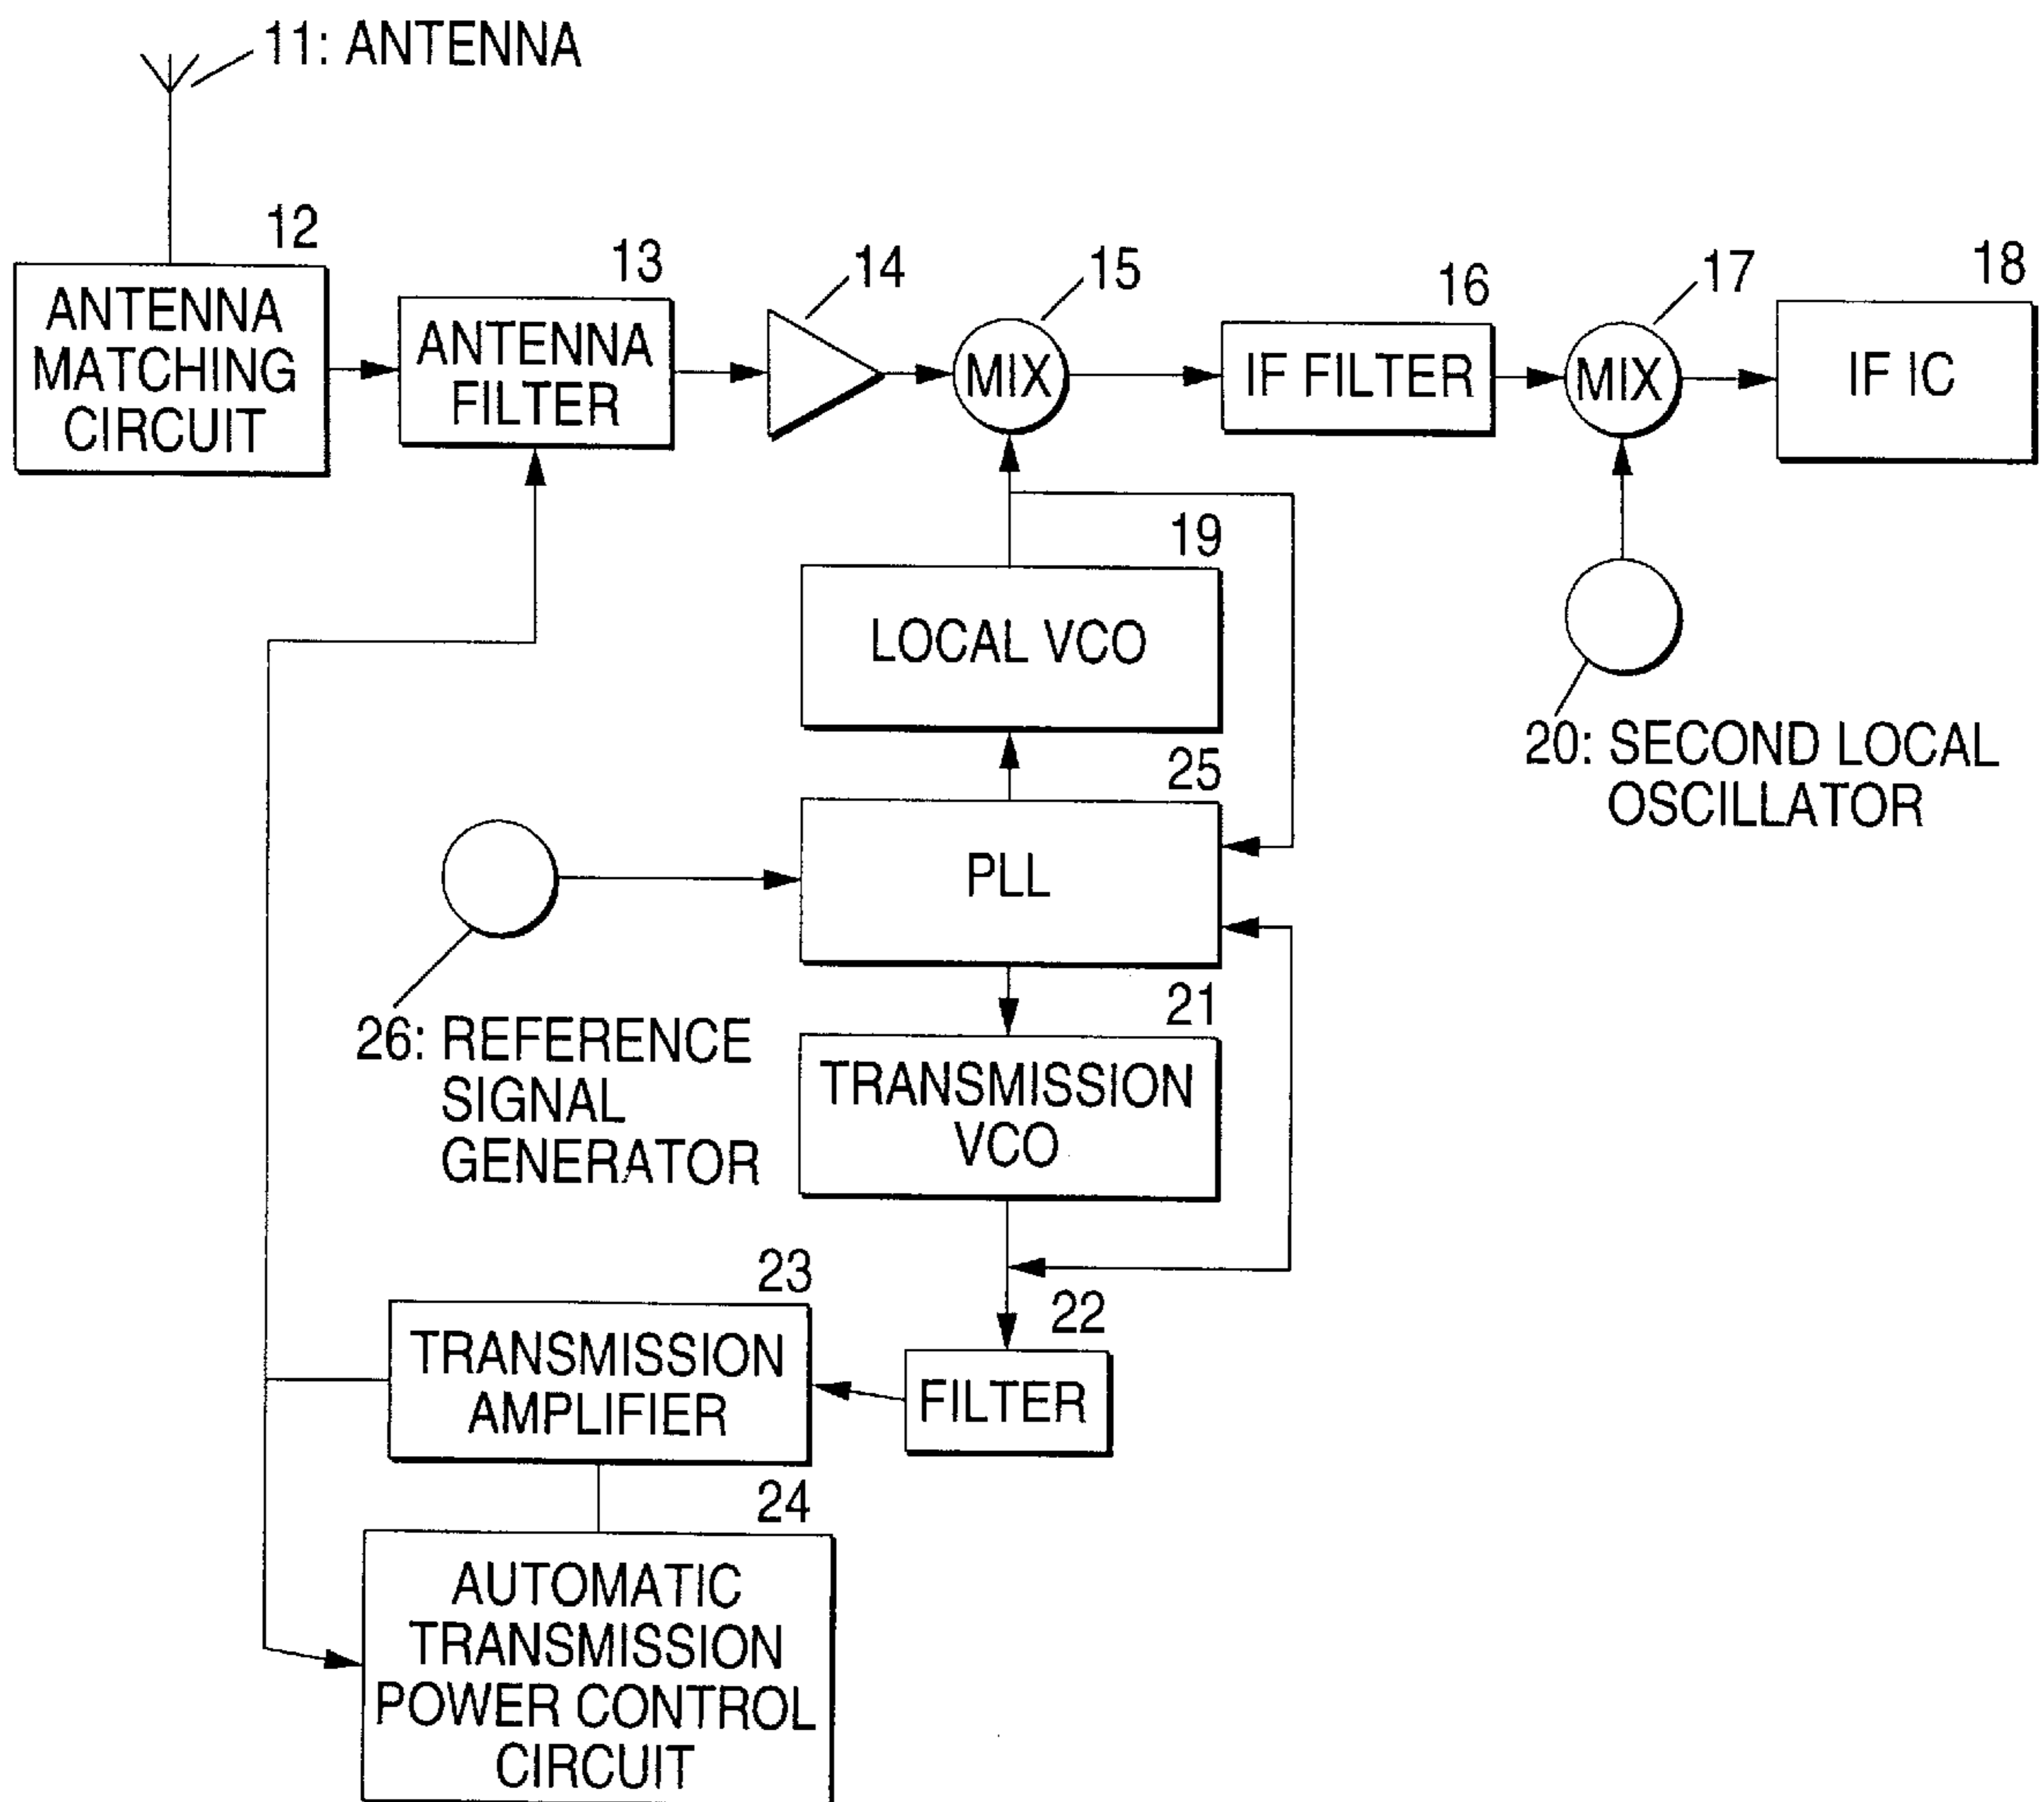 11: ANTENNA
12
ANTENNA
MATCHING
CIRCUIT
13
ANTENNA
FILTER
14
15
MIX
16
IF FILTER
17
MIX
18
IF IC
19
LOCAL VCO
20: SECOND LOCAL
OSCILLATOR
25
PLL
26: REFERENCE
SIGNAL
GENERATOR
21
TRANSMISSION
VCO
22
FILTER
23
TRANSMISSION
AMPLIFIER
24
AUTOMATIC
TRANSMISSION
POWER CONTROL
CIRCUIT